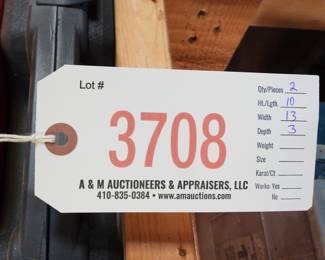 Lot #
3708
A & M AUCTIONEERS & APPRAISERS, LLC
410-835-0384 • www.amauctions.com
Qty/Pieces 2
Ht./Lgth. 10
Width 13
Depth 3
Weight
Size
Karat/Ct
Works: Yes
No